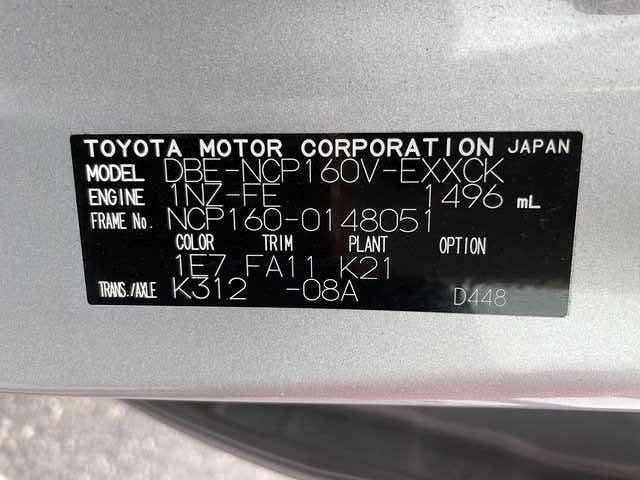 TOYOTA MOTOR CORPORATION JAPAN
MODEL DBE-NCP160V-EXXCK
ENGINE 1NZ-FE 1496 mL
FRAME No. NCP160-0148051
COLOR TRIM PLANT OPTION
1E7 FA11 K21
TRANS./AXLE K312 -08A D448